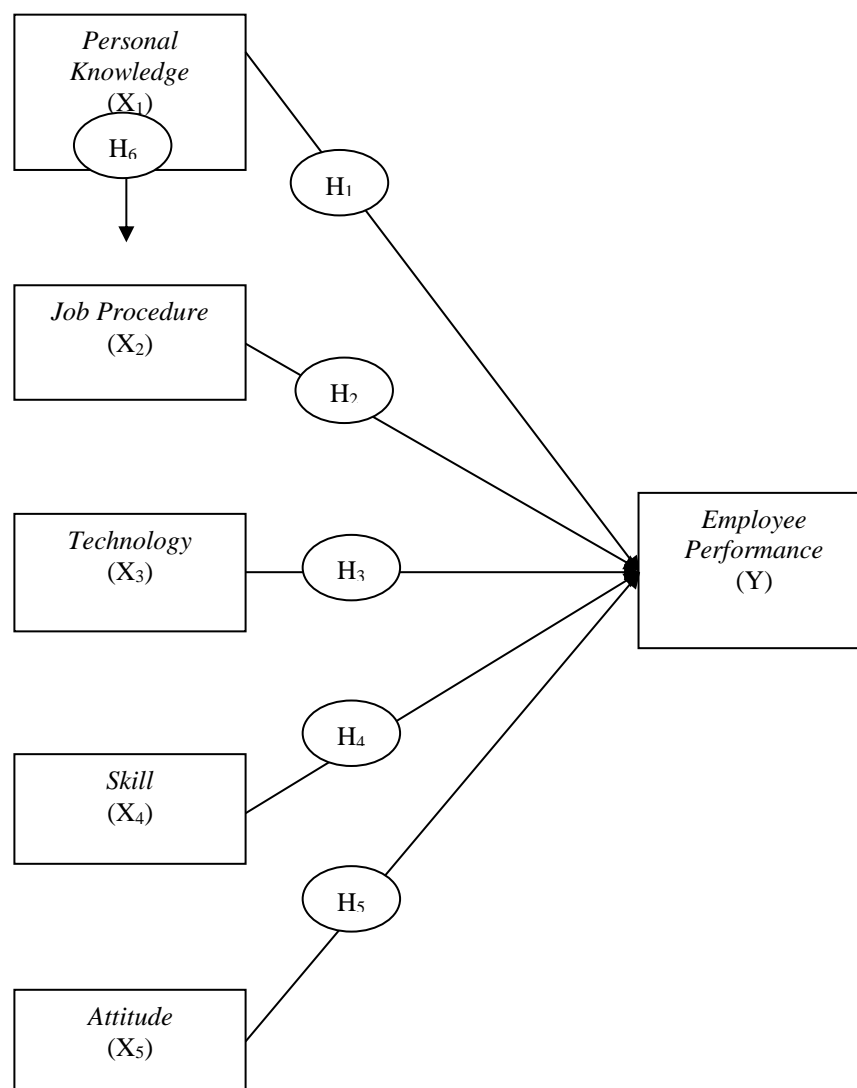 Personal
Knowledge
(X₁)
H₆
H₁
Job Procedure
(X₂)
H₂
Technology
(X₃)
H₃
Employee
Performance
(Y)
Skill
(X₄)
H₄
H₅
Attitude
(X₅)